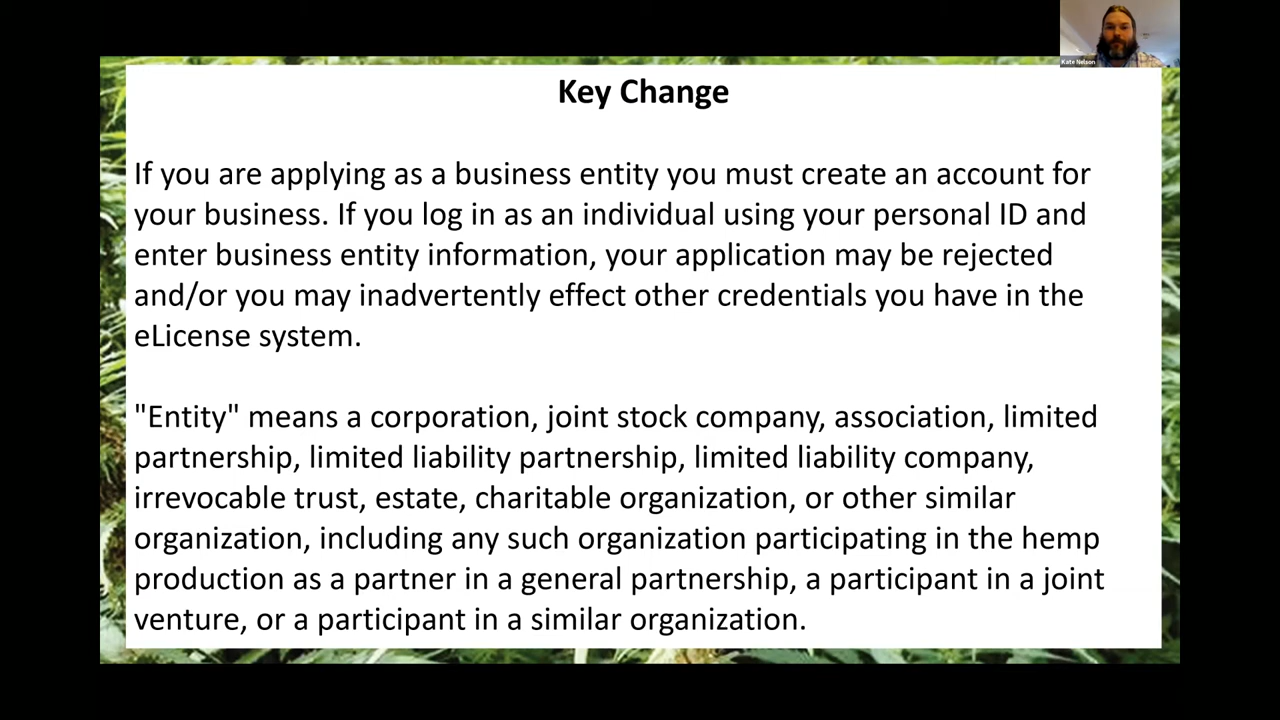 Kate Nelson
Key Change
If you are applying as a business entity you must create an account for
your business. If you log in as an individual using your personal ID and
enter business entity information, your application may be rejected
and/or you may inadvertently effect other credentials you have in the
eLicense system.
"Entity" means a corporation, joint stock company, association, limited
partnership, limited liability partnership, limited liability company,
irrevocable trust, estate, charitable organization, or other similar
organization, including any such organization participating in the hemp
production as a partner in a general partnership, a participant in a joint
venture, or a participant in a similar organization.